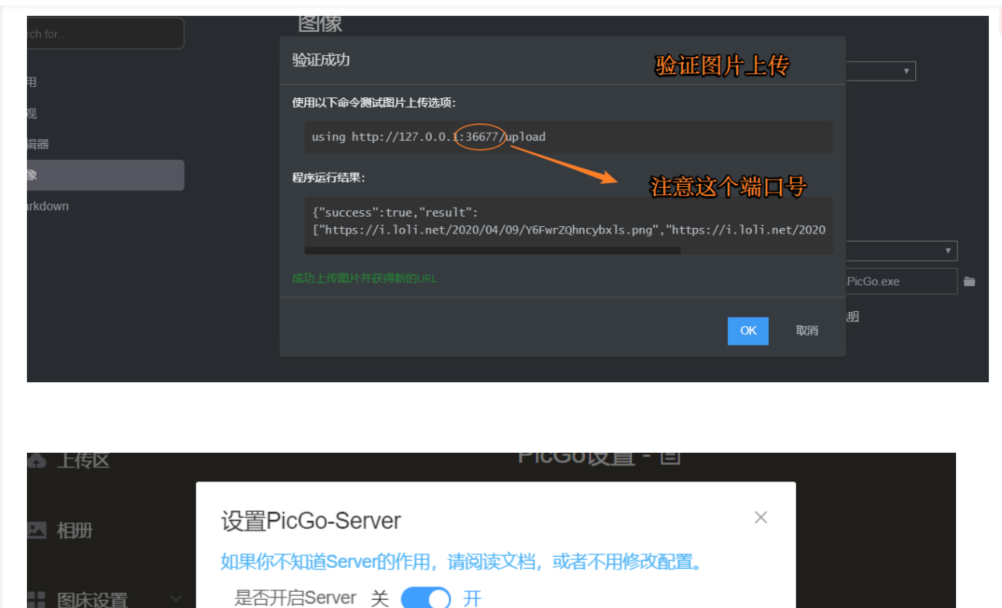 图像
rch for...
验证成功
验证图片上传
用
观
使用以下命令测试图片上传选项:
using http://127.0.0.1:36677/upload
辑器
像
程序运行结果:
注意这个端口号
arkdown
{"success":true,"result":
["https://i.loli.net/2020/04/09/Y6FwrZQhncybxls.png","https://i.loli.net/2020
成功上传图片并获得新的URL
PicGo.exe
明
OK
取消
上传区
PicGo设置 -
设置PicGo-Server
相册
如果你不知道Server的作用，请阅读文档，或者不用修改配置。
是否开启Server 关 开
图床设置